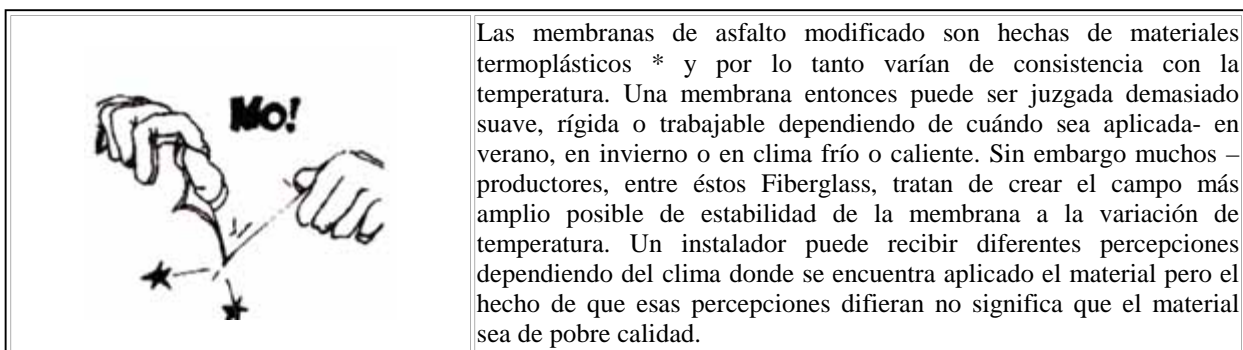 No!
Las membranas de asfalto modificado son hechas de materiales
termoplásticos * y por lo tanto varían de consistencia con la
temperatura. Una membrana entonces puede ser juzgada demasiado
suave, rígida o trabajable dependiendo de cuándo sea aplicada- en
verano, en invierno o en clima frío o caliente. Sin embargo muchos –
productores, entre éstos Fiberglass, tratan de crear el campo más
amplio posible de estabilidad de la membrana a la variación de
temperatura. Un instalador puede recibir diferentes percepciones
dependiendo del clima donde se encuentra aplicado el material pero el
hecho de que esas percepciones difieran no significa que el material
sea de pobre calidad.